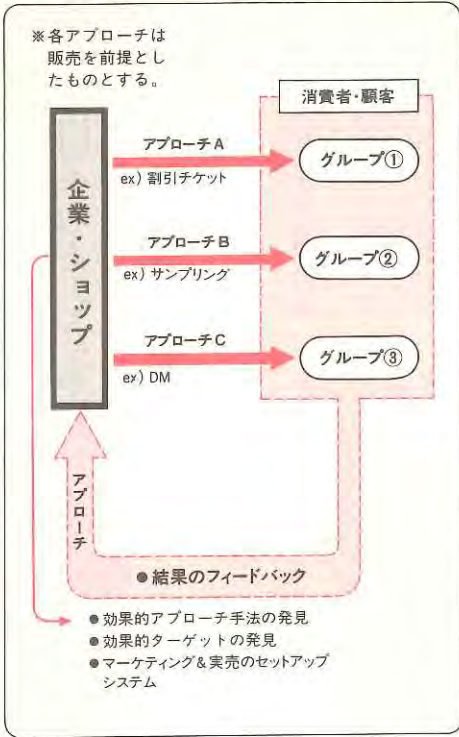 ※各アプローチは
販売を前提とし
たものとする。
消費者・顧客
企業・ショップ
アプローチA
ex) 割引チケット
グループ①
アプローチB
ex) サンプリング
グループ②
アプローチC
ex) DM
グループ③
アプローチ
●結果のフィードバック
●効果的アプローチ手法の発見
●効果的ターゲットの発見
●マーケティング&実売のセットアップ
システム